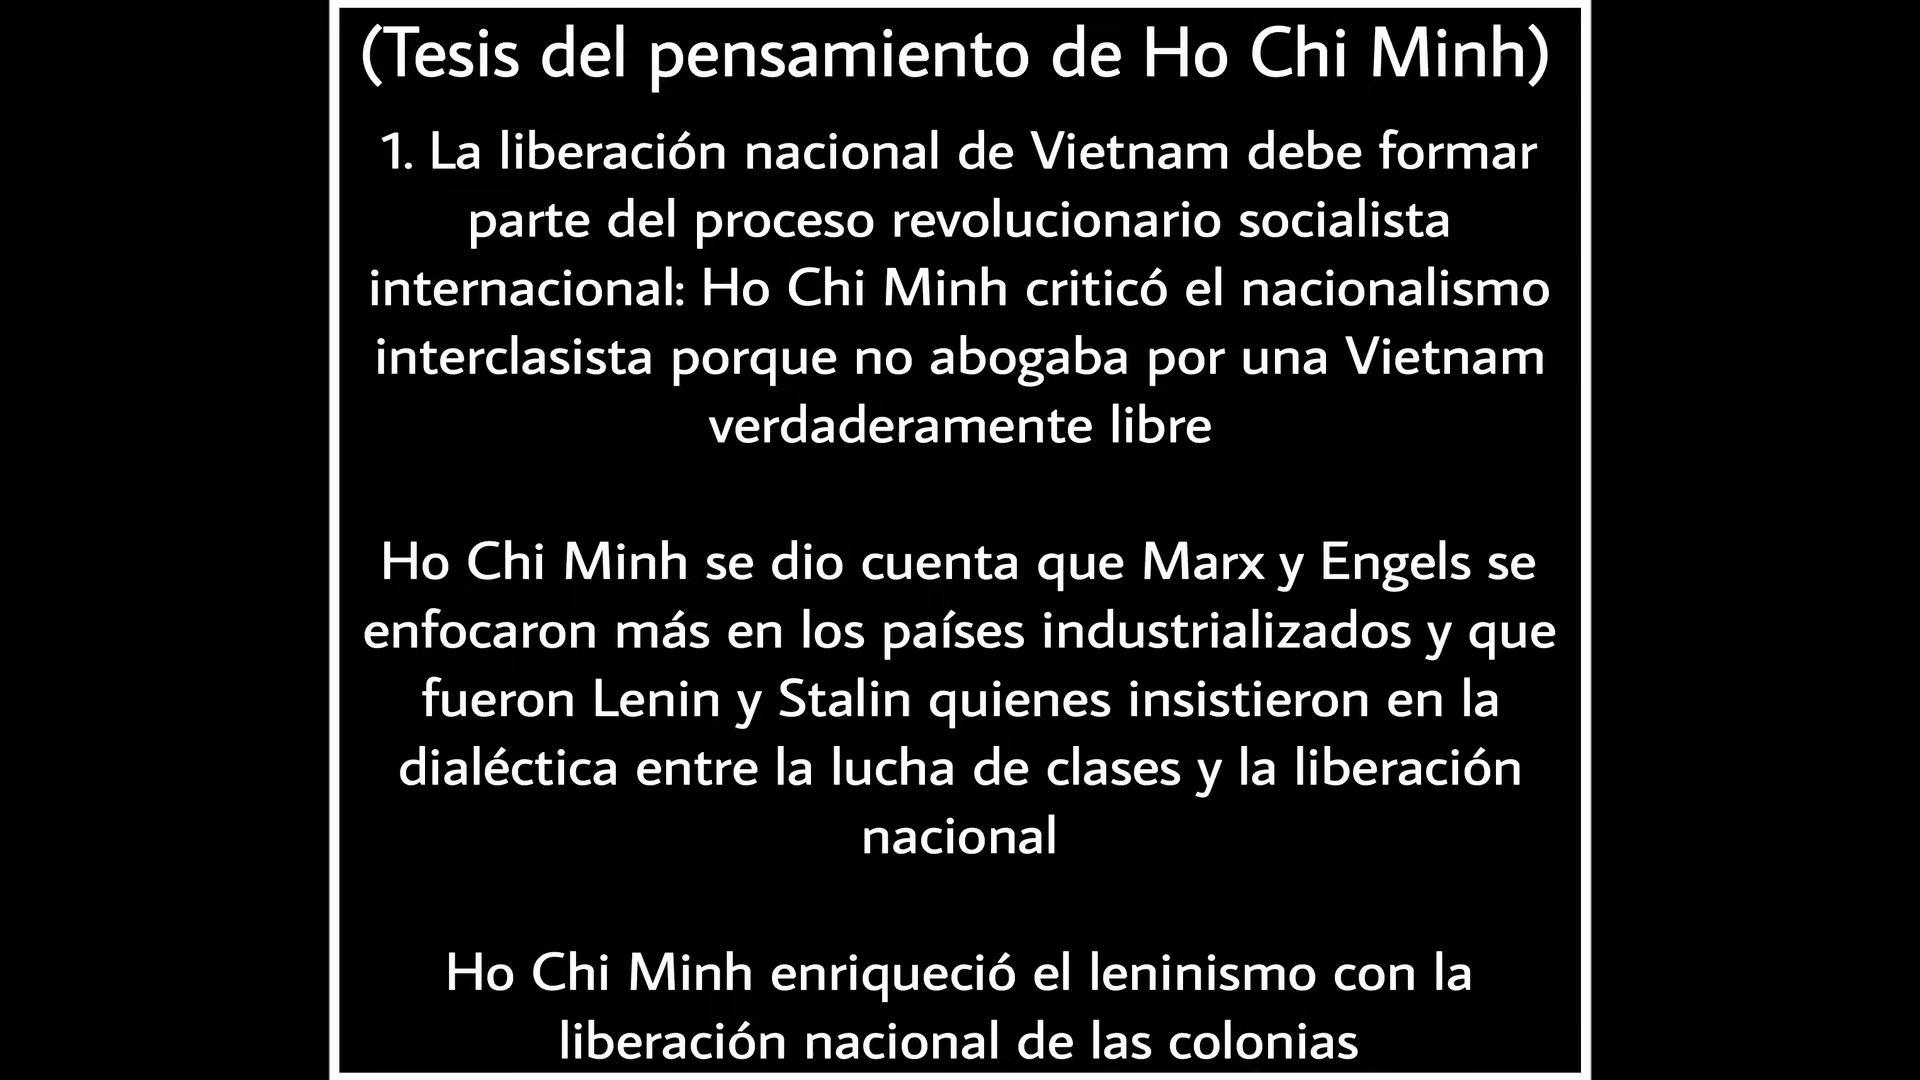 (Tesis del pensamiento de Ho Chi Minh)
1. La liberación nacional de Vietnam debe formar
parte del proceso revolucionario socialista
internacional: Ho Chi Minh criticó el nacionalismo
interclasista porque no abogaba por una Vietnam
verdaderamente libre
Ho Chi Minh se dio cuenta que Marx y Engels se
enfocaron más en los países industrializados y que
fueron Lenin y Stalin quienes insistieron en la
dialéctica entre la lucha de clases y la liberación
nacional
Ho Chi Minh enriqueció el leninismo con la
liberación nacional de las colonias